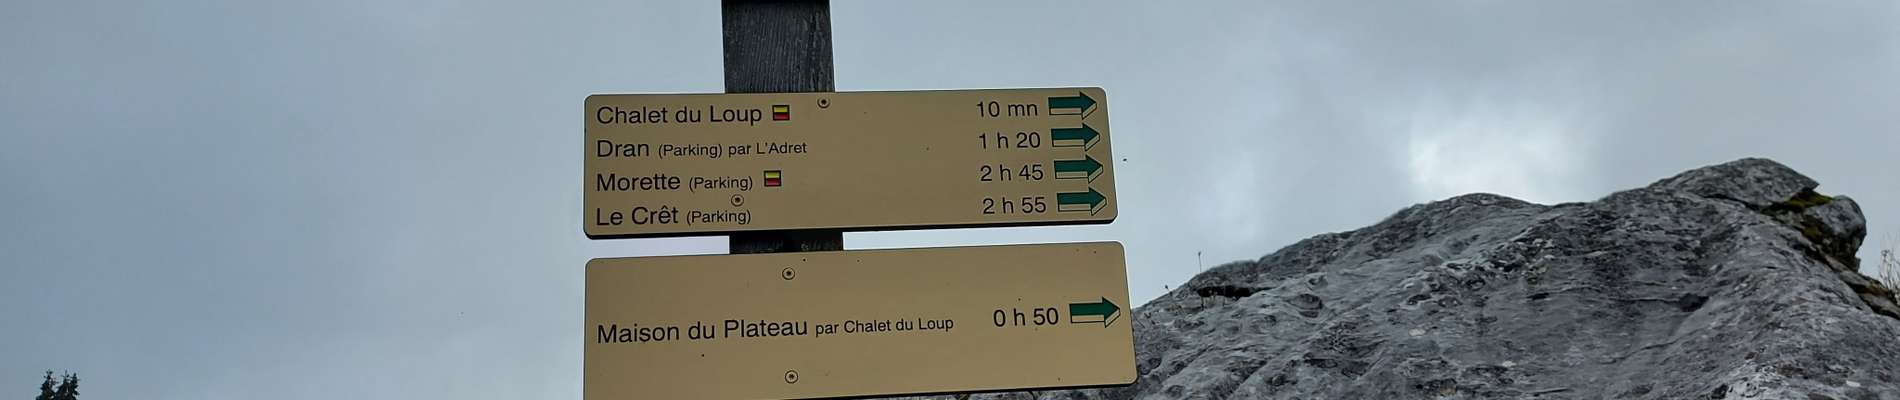 Chalet du Loup 10 mn
Dran (Parking) par L'Adret 1 h 20
Morette (Parking) 2 h 45
Le Crêt (Parking) 2 h 55
Maison du Plateau par Chalet du Loup 0 h 50